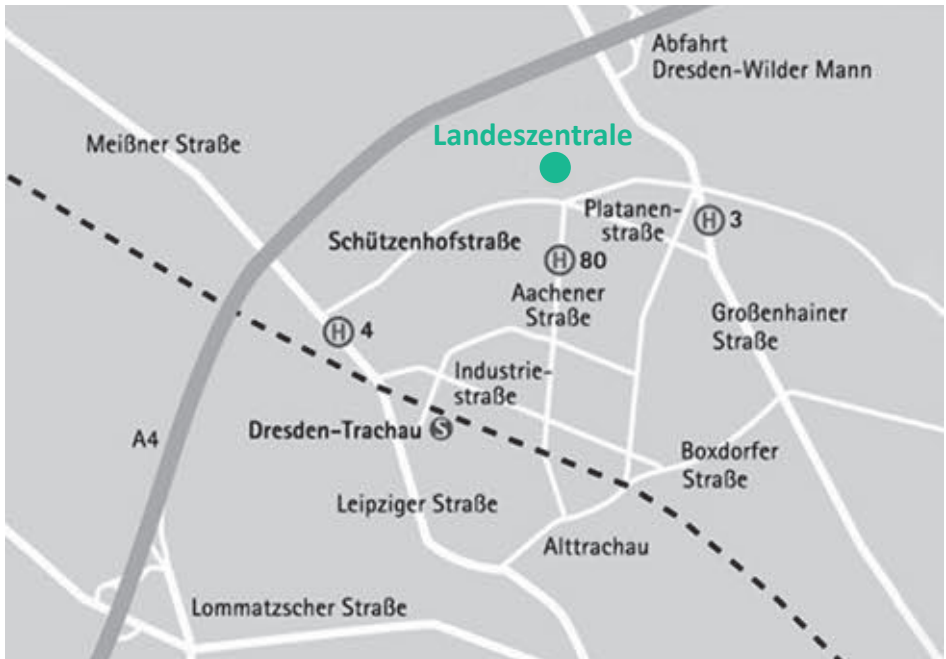 Abfahrt
Dresden-Wilder Mann
Landeszentrale
Meißner Straße
Platanen-
straße
H 3
Schützenhofstraße
H 80
Aachener
Straße
Großenhainer
Straße
H 4
Industrie-
straße
Dresden-Trachau S
A4
Boxdorfer
Straße
Leipziger Straße
Alttrachau
Lommatzscher Straße